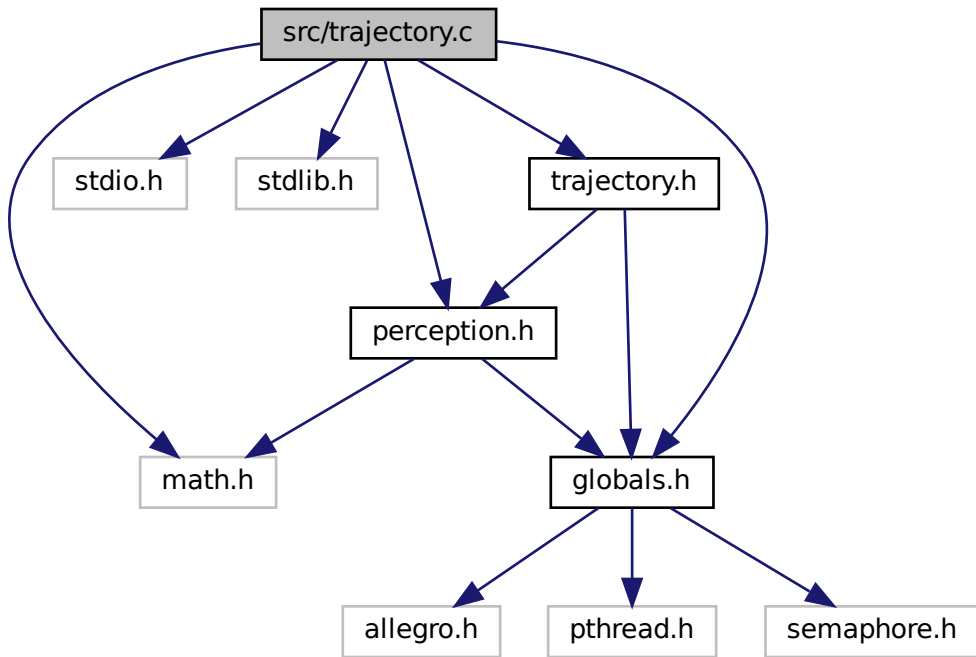 src/trajectory.c
stdio.h
stdlib.h
trajectory.h
perception.h
math.h
globals.h
allegro.h
pthread.h
semaphore.h